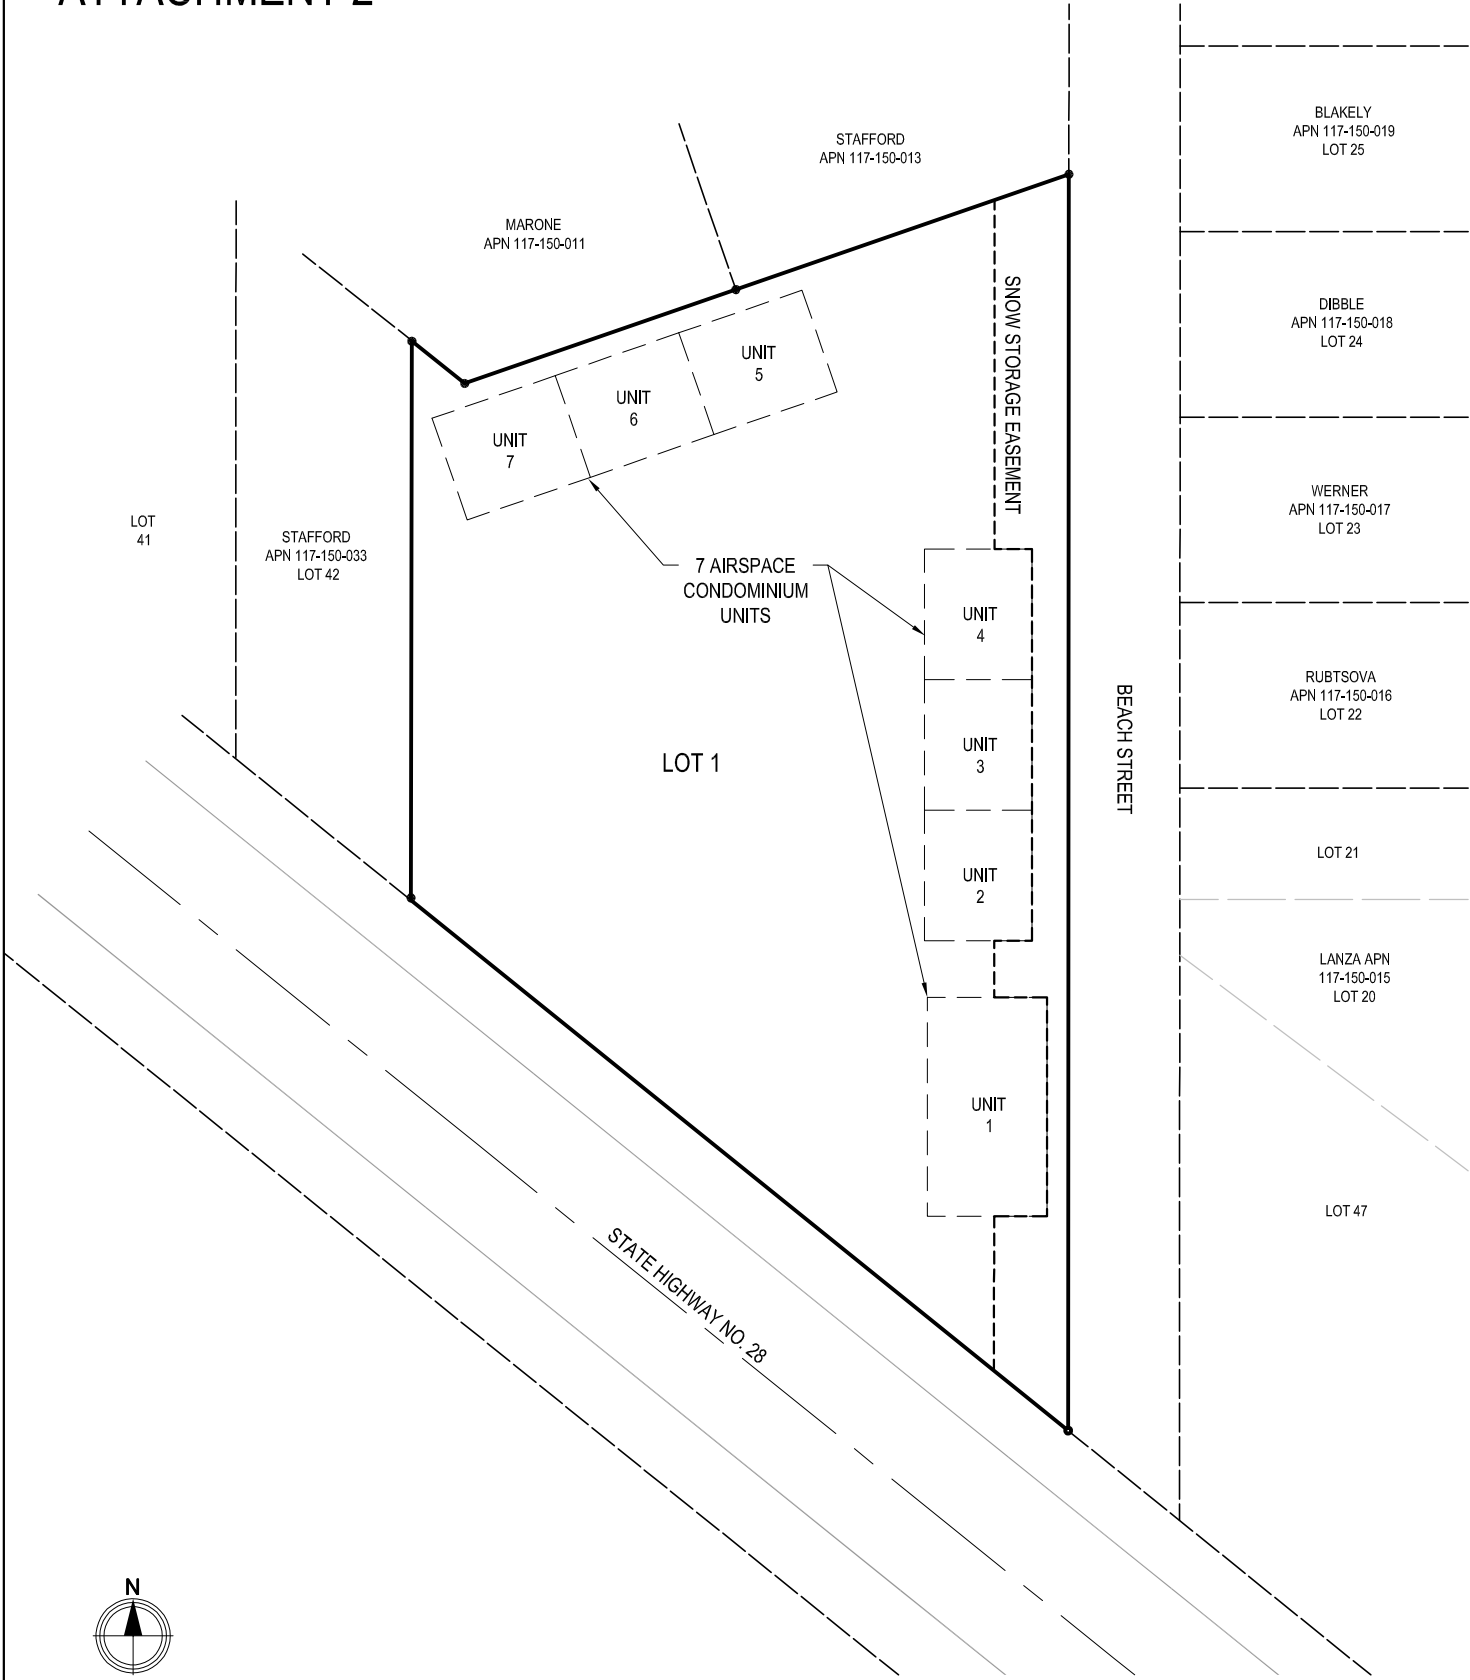 ATTACHMENT 2
BLAKELY
APN 117-150-019
LOT 25
STAFFORD
APN 117-150-013
MARONE
APN 117-150-011
SNOW STORAGE EASEMENT
DIBBLE
APN 117-150-018
LOT 24
UNIT
5
UNIT
6
UNIT
7
WERNER
APN 117-150-017
LOT 23
LOT
41
STAFFORD
APN 117-150-033
LOT 42
7 AIRSPACE
CONDOMINIUM
UNITS
UNIT
4
RUBTSOVA
APN 117-150-016
LOT 22
BEACH STREET
LOT 1
UNIT
3
LOT 21
UNIT
2
LANZA APN
117-150-015
LOT 20
UNIT
1
LOT 47
STATE HIGHWAY NO. 28
N